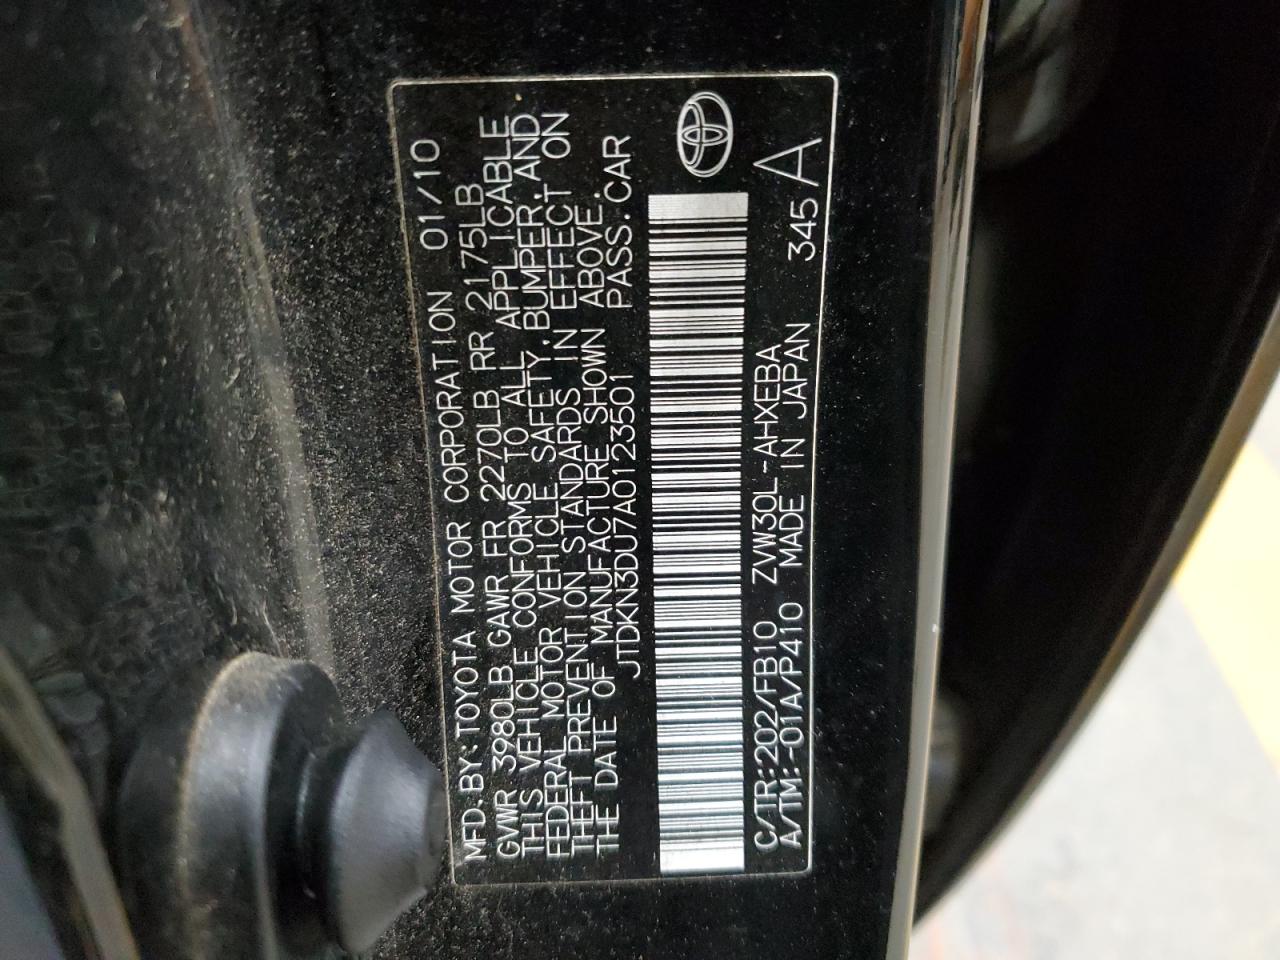 MFD. BY: TOYOTA MOTOR CORPORATION 01/10
GVWR 3980LB GAWR FR 2270LB RR 2175LB
THIS VEHICLE CONFORMS TO ALL APPLICABLE
FEDERAL MOTOR VEHICLE SAFETY, BUMPER, AND
THEFT PREVENTION STANDARDS IN EFFECT ON
THE DATE OF MANUFACTURE SHOWN ABOVE.
JTDKN3DU7A0123501 PASS. CAR
C/TR: 202/FB10 ZVW30L-AHXEBA
A/TM: -01A/P410 MADE IN JAPAN 345 A